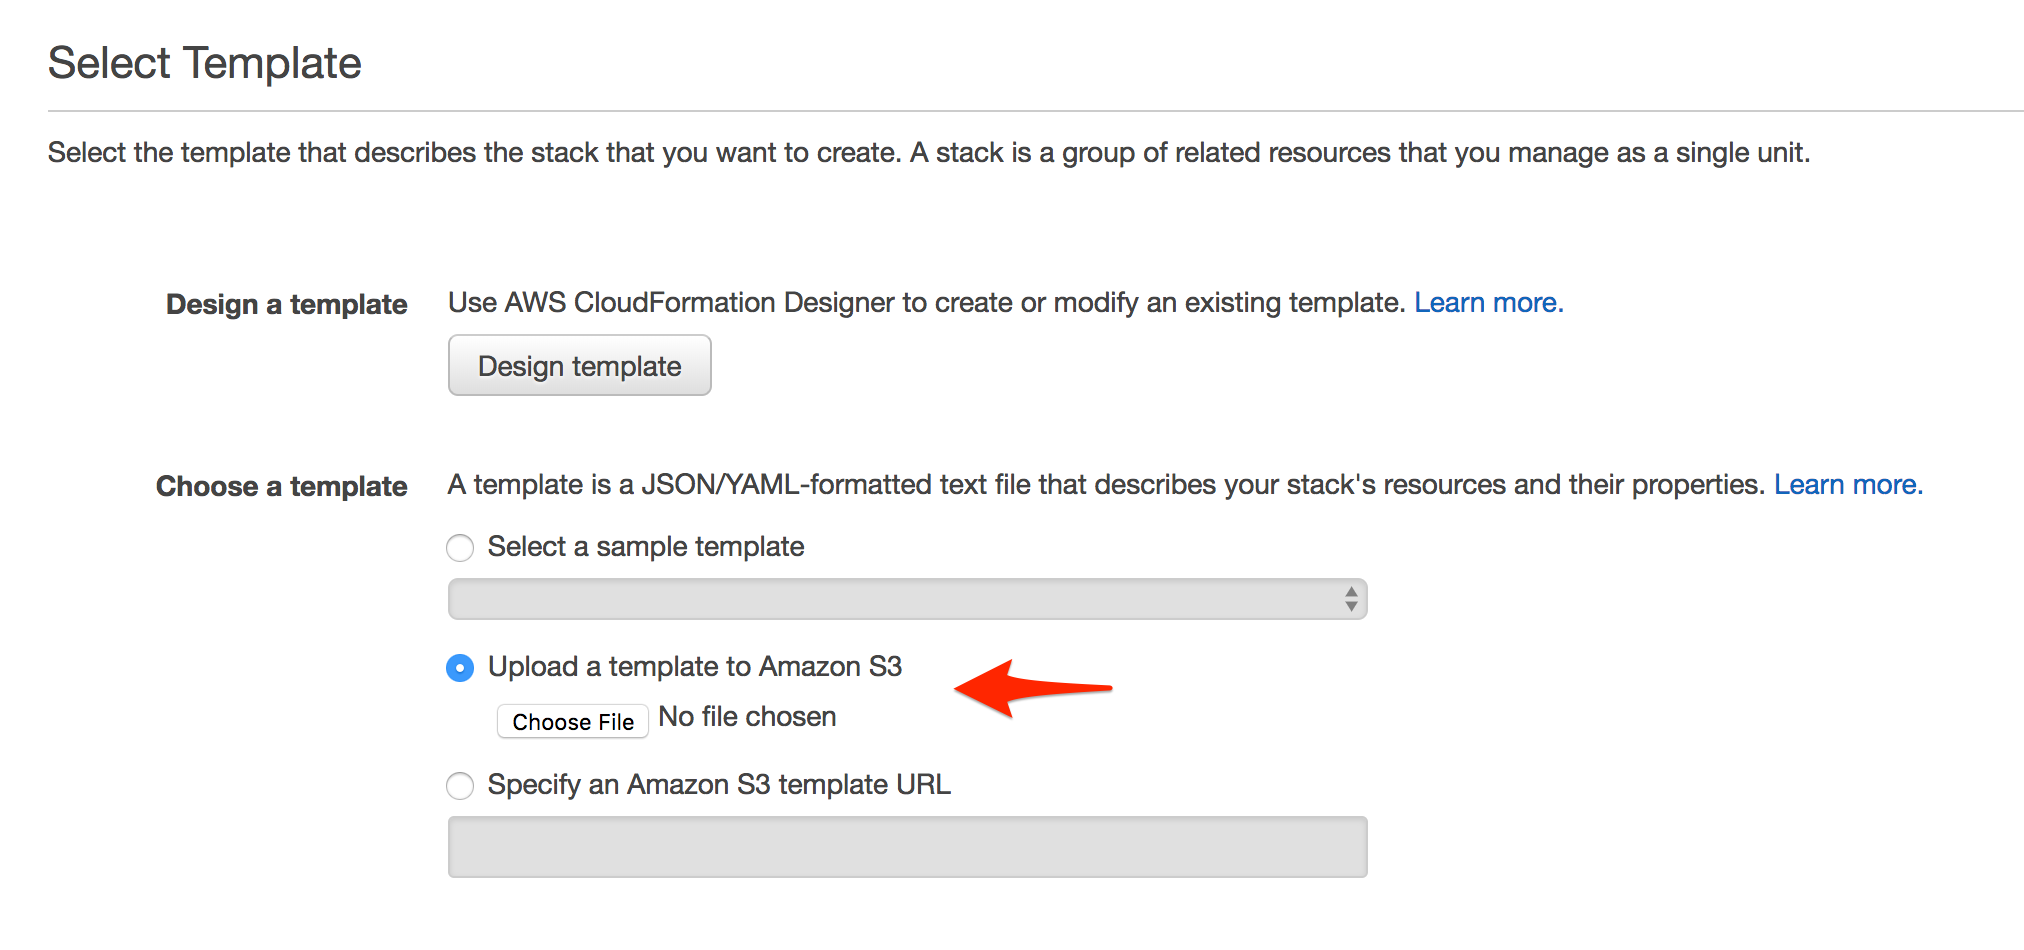 Select Template
Select the template that describes the stack that you want to create. A stack is a group of related resources that you manage as a single unit.
Design a template
Use AWS CloudFormation Designer to create or modify an existing template. Learn more.
Design template
Choose a template
A template is a JSON/YAML-formatted text file that describes your stack's resources and their properties. Learn more.
Select a sample template
Upload a template to Amazon S3
Choose File No file chosen
Specify an Amazon S3 template URL